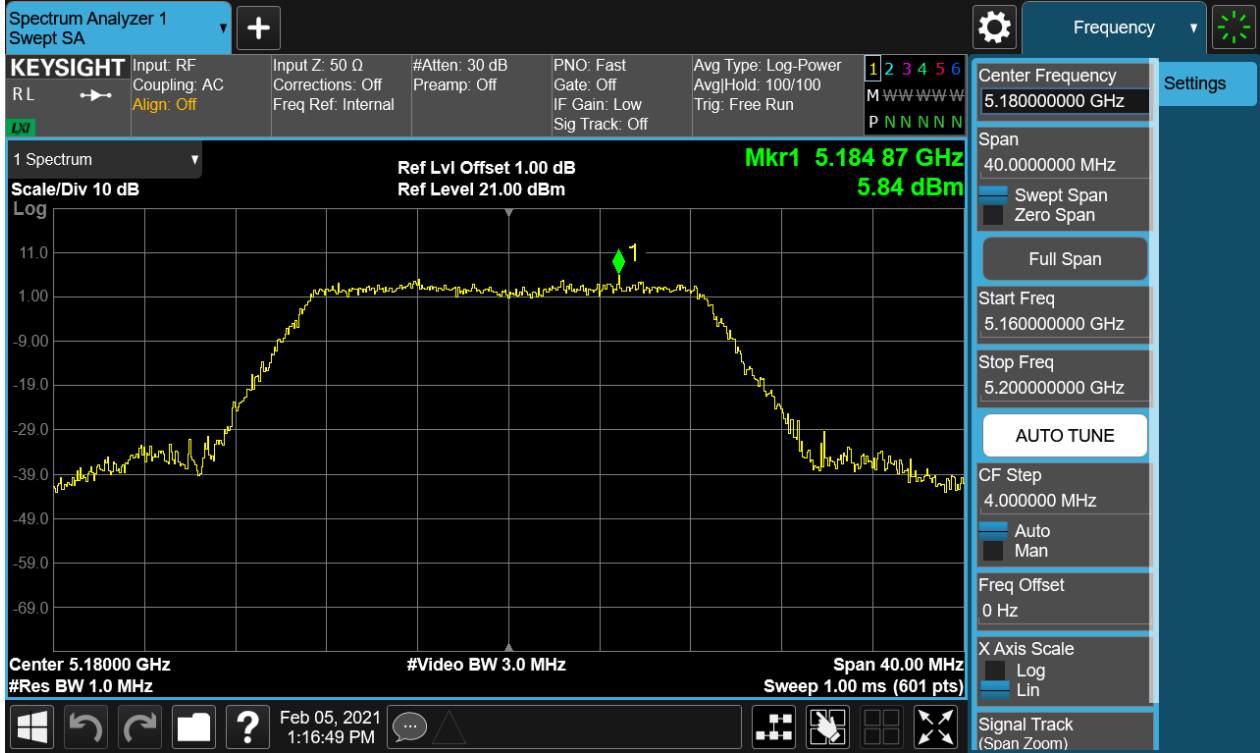 Spectrum Analyzer 1
Swept SA
Frequency
KEYSIGHT
R L
LXI
Input: RF
Coupling: AC
Align: Off
Input Z: 50 Ω
Corrections: Off
Freq Ref: Internal
#Atten: 30 dB
Preamp: Off
PNO: Fast
Gate: Off
IF Gain: Low
Sig Track: Off
Avg Type: Log-Power
Avg|Hold: 100/100
Trig: Free Run
1 2 3 4 5 6
M W W W W W
P N N N N N
1 Spectrum
Scale/Div 10 dB
Log
Ref Lvl Offset 1.00 dB
Ref Level 21.00 dBm
Mkr1 5.184 87 GHz
5.84 dBm
1
11.0
1.00
-9.00
-19.0
-29.0
-39.0
-49.0
-59.0
-69.0
Center 5.18000 GHz
#Res BW 1.0 MHz
#Video BW 3.0 MHz
Span 40.00 MHz
Sweep 1.00 ms (601 pts)
Center Frequency
5.180000000 GHz
Span
40.0000000 MHz
Swept Span
Zero Span
Full Span
Start Freq
5.160000000 GHz
Stop Freq
5.200000000 GHz
AUTO TUNE
CF Step
4.000000 MHz
Auto
Man
Freq Offset
0 Hz
X Axis Scale
Log
Lin
Signal Track
(Span Zoom)
Settings
?
Feb 05, 2021
1:16:49 PM